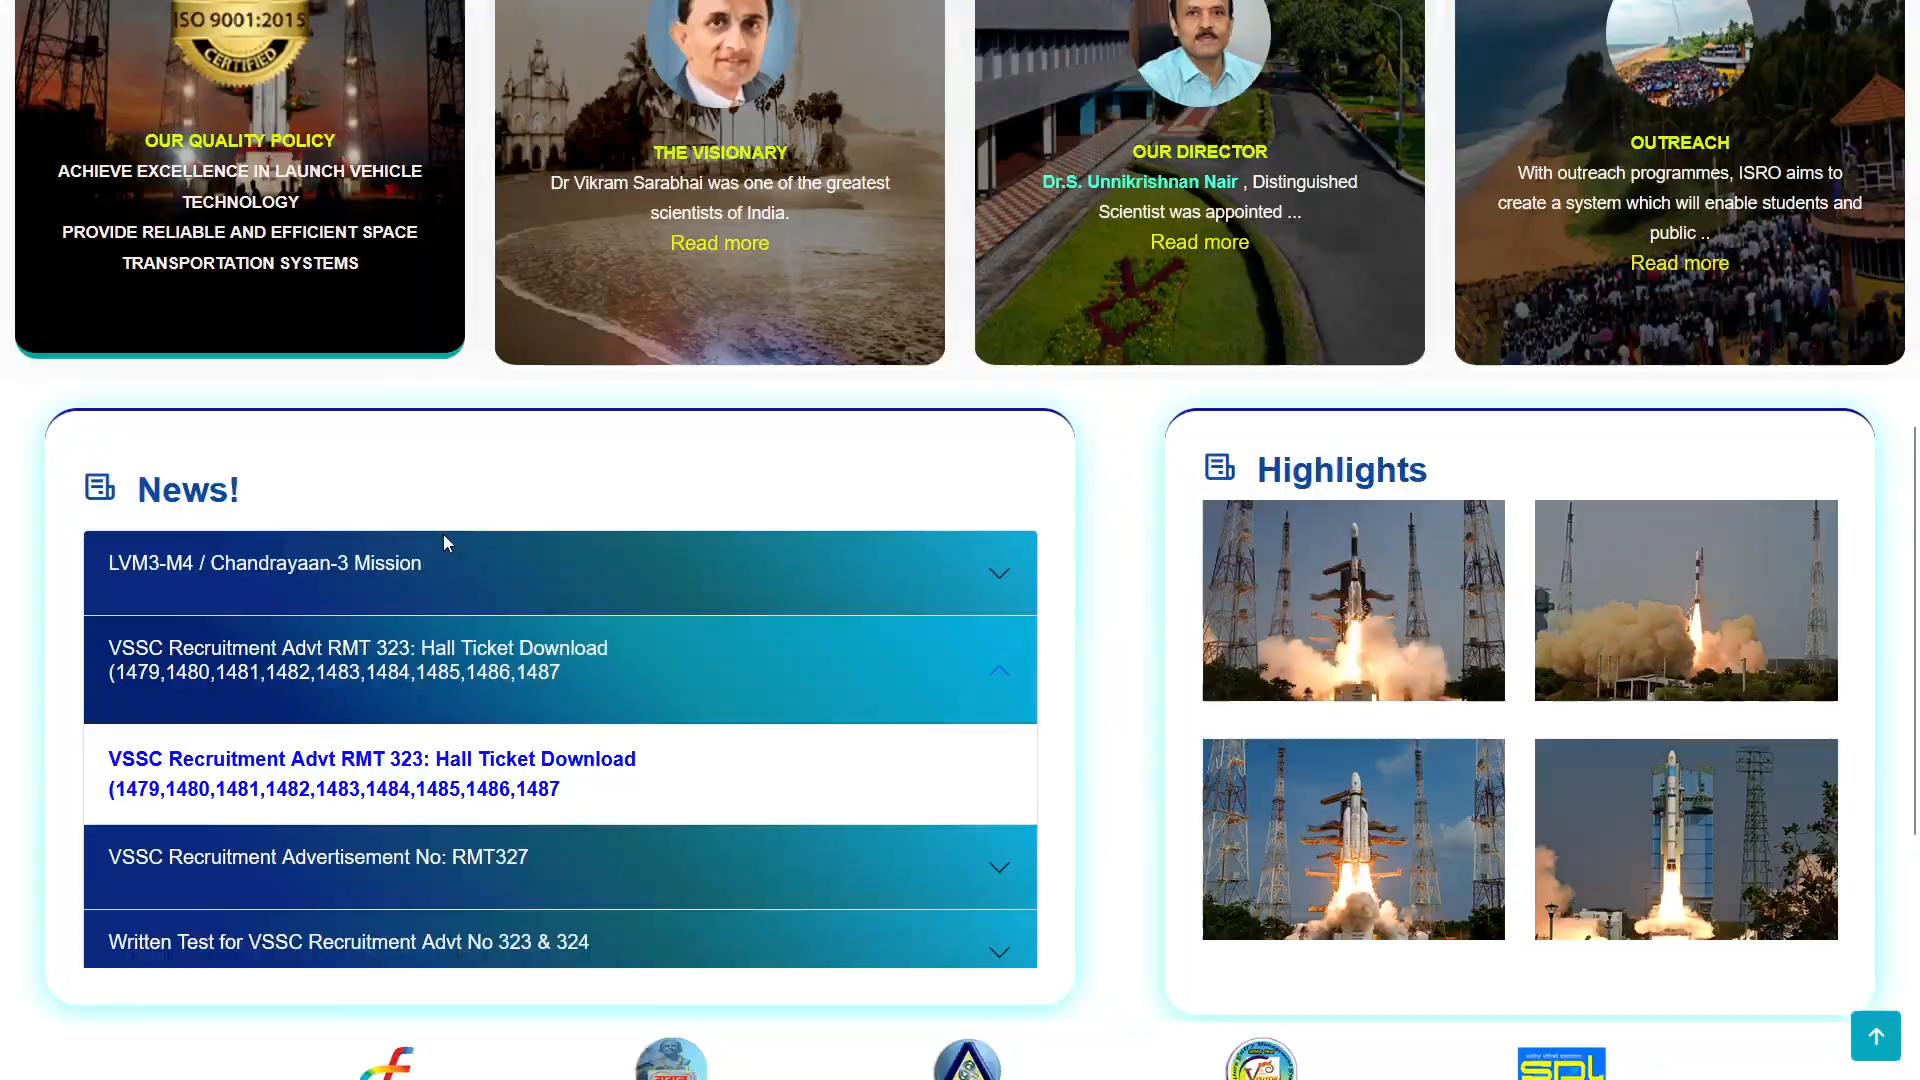 ISO 9001:2015
CERTIFIED
OUR QUALITY POLICY
ACHIEVE EXCELLENCE IN LAUNCH VEHICLE
TECHNOLOGY
PROVIDE RELIABLE AND EFFICIENT SPACE
TRANSPORTATION SYSTEMS
THE VISIONARY
Dr Vikram Sarabhai was one of the greatest
scientists of India.
Read more
OUR DIRECTOR
Dr.S. Unnikrishnan Nair , Distinguished
Scientist was appointed ...
Read more
OUTREACH
With outreach programmes, ISRO aims to
create a system which will enable students and
public ..
Read more
News!
LVM3-M4 / Chandrayaan-3 Mission
VSSC Recruitment Advt RMT 323: Hall Ticket Download
(1479,1480,1481,1482,1483,1484,1485,1486,1487
VSSC Recruitment Advt RMT 323: Hall Ticket Download
(1479,1480,1481,1482,1483,1484,1485,1486,1487
VSSC Recruitment Advertisement No: RMT327
Written Test for VSSC Recruitment Advt No 323 & 324
Highlights
SPL